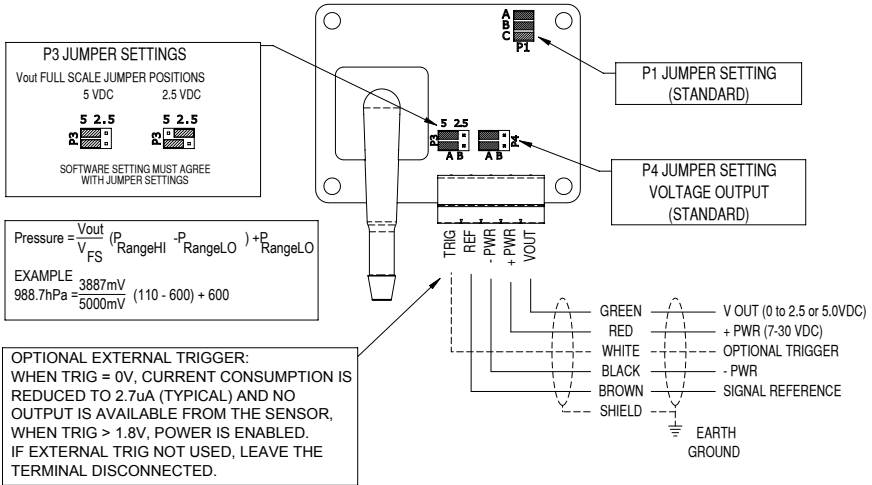 P3 JUMPER SETTINGS
Vout FULL SCALE JUMPER POSITIONS
5 VDC 2.5 VDC
5 2.5 5 2.5
P3 P3
SOFTWARE SETTING MUST AGREE
WITH JUMPER SETTINGS
A
B
C
P1
P1 JUMPER SETTING
(STANDARD)
5 2.5
P3 P4
A B A B
P4 JUMPER SETTING
VOLTAGE OUTPUT
(STANDARD)
Pressure = Vout/VFS (PRangeHI -PRangeLO ) +PRangeLO
EXAMPLE
988.7hPa = 3887mV/5000mV (110 - 600) + 600
TRIG
REF
- PWR
+ PWR
VOUT
OPTIONAL EXTERNAL TRIGGER:
WHEN TRIG = 0V, CURRENT CONSUMPTION IS
REDUCED TO 2.7uA (TYPICAL) AND NO
OUTPUT IS AVAILABLE FROM THE SENSOR,
WHEN TRIG > 1.8V, POWER IS ENABLED.
IF EXTERNAL TRIG NOT USED, LEAVE THE
TERMINAL DISCONNECTED.
GREEN V OUT (0 to 2.5 or 5.0VDC)
RED + PWR (7-30 VDC)
WHITE OPTIONAL TRIGGER
BLACK - PWR
BROWN SIGNAL REFERENCE
SHIELD
EARTH
GROUND